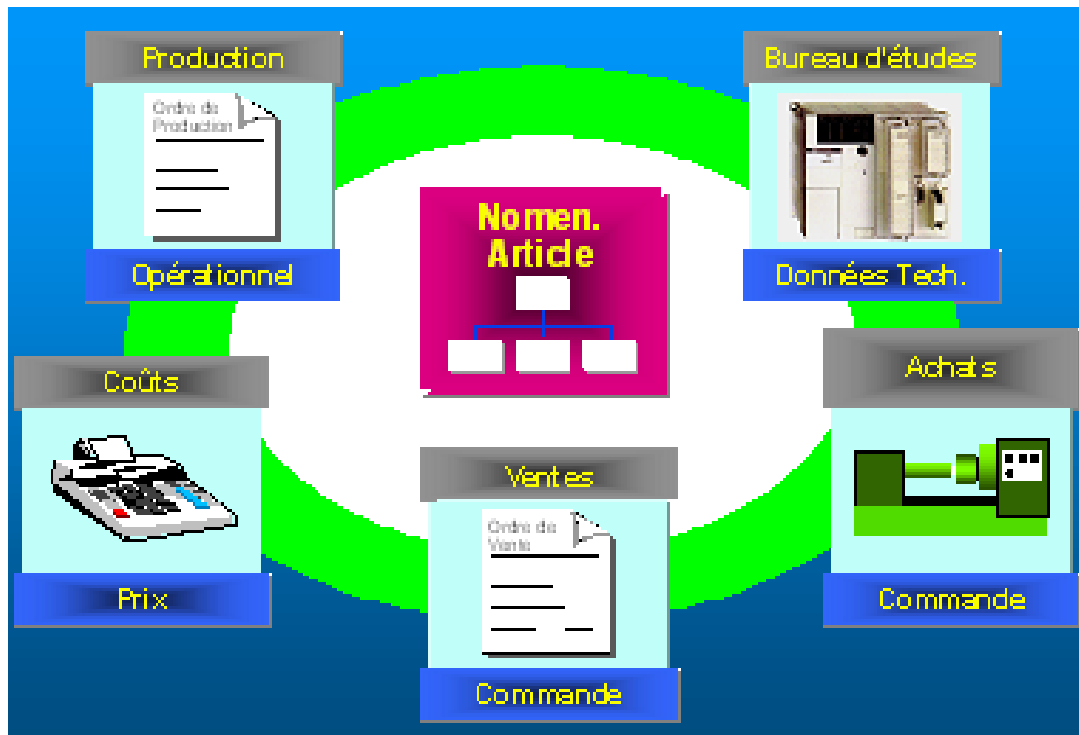 Production
Ordre de
Production
Opérationnel
Bureau d'études
Données Tech.
Nomen.
Article
Coûts
Prix
Achats
Commande
Ventes
Ordre de
Vente
Commande